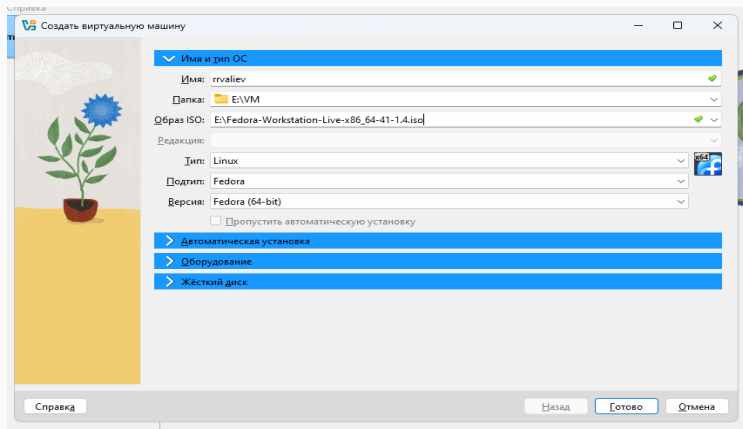 Справка
Создать виртуальную машину
Имя и тип ОС
Имя: rrvaliev
Папка: E:\VM
Образ ISO: E:\Fedora-Workstation-Live-x86_64-41-1.4.iso
Редакция:
Тип: Linux
x64
Подтип: Fedora
Версия: Fedora (64-bit)
Пропустить автоматическую установку
Автоматическая установка
Оборудование
Жёсткий диск
Справка Назад Готово Отмена